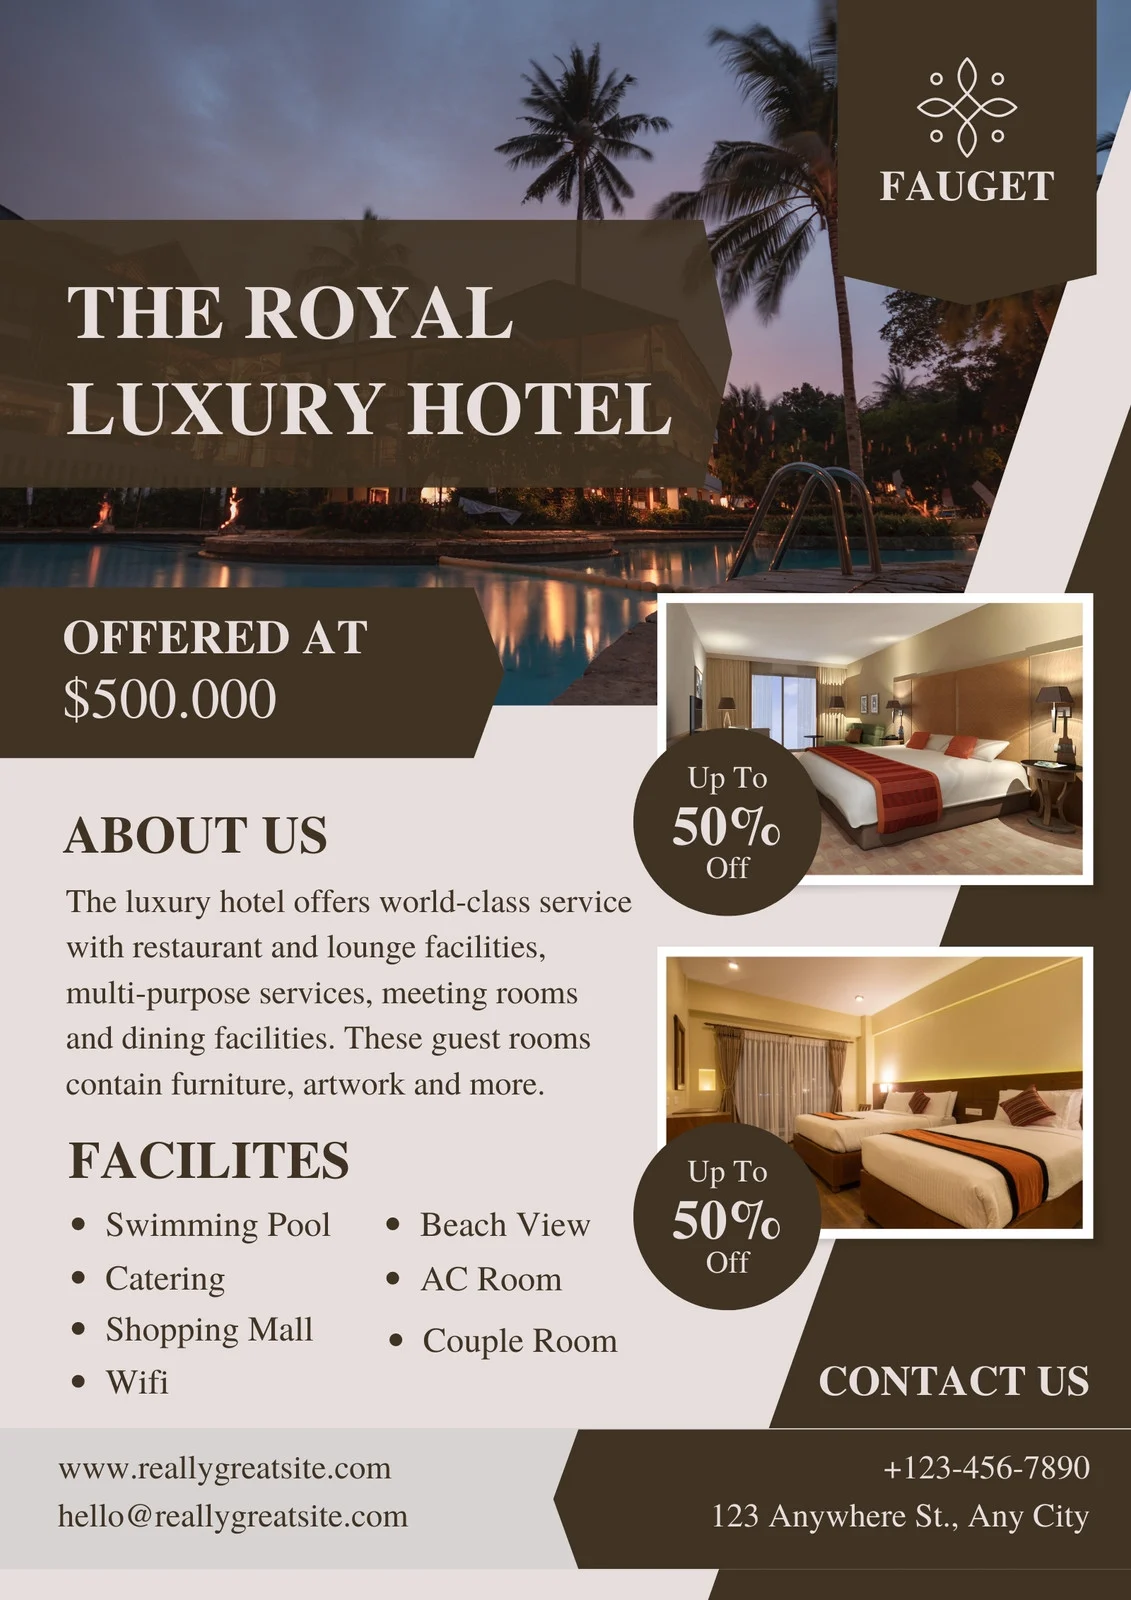 FAUGET
THE ROYAL
LUXURY HOTEL
OFFERED AT
$500.000
Up To
50%
Off
ABOUT US
The luxury hotel offers world-class service
with restaurant and lounge facilities,
multi-purpose services, meeting rooms
and dining facilities. These guest rooms
contain furniture, artwork and more.
Up To
50%
Off
FACILITES
Swimming Pool
Catering
Shopping Mall
Wifi
Beach View
AC Room
Couple Room
CONTACT US
www.reallygreatsite.com
hello@reallygreatsite.com
+123-456-7890
123 Anywhere St., Any City